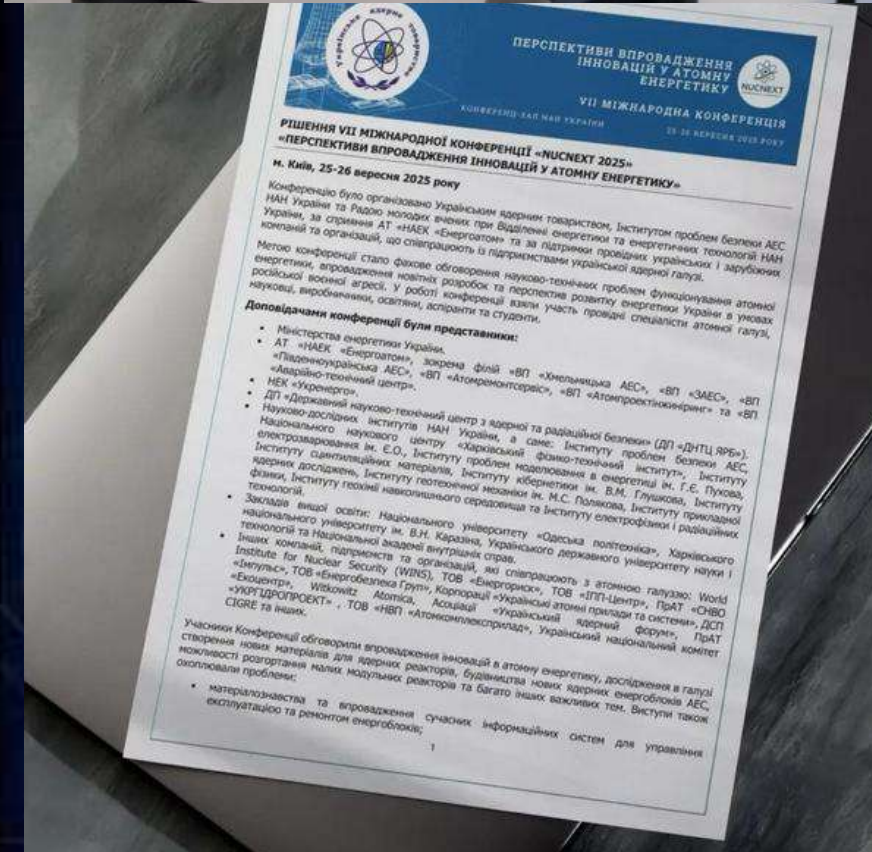 Українське ядерне товариство
ПЕРСПЕКТИВИ ВПРОВАДЖЕННЯ
ІННОВАЦІЙ У АТОМНУ
ЕНЕРГЕТИКУ
NUCNEXT
VII МІЖНАРОДНА КОНФЕРЕНЦІЯ
КОНФЕРЕНЦ-ЗАЛ НАН УКРАЇНИ
25-26 ВЕРЕСНЯ 2025 РОКУ
РІШЕННЯ VII МІЖНАРОДНОЇ КОНФЕРЕНЦІЇ «NUCNEXT 2025»
«ПЕРСПЕКТИВИ ВПРОВАДЖЕННЯ ІННОВАЦІЙ У АТОМНУ ЕНЕРГЕТИКУ»
м. Київ, 25-26 вересня 2025 року
Конференцію було організовано Українським ядерним товариством, Інститутом проблем безпеки АЕС
НАН України та Радою молодих вчених при Відділенні енергетики та енергетичних технологій НАН
України, за сприяння АТ «НАЕК «Енергоатом» та за підтримки провідних українських і зарубіжних
компаній та організацій, що співпрацюють із підприємствами української ядерної галузі.
Метою конференції стало фахове обговорення науково-технічних проблем функціонування атомної
енергетики, впровадження новітніх розробок та перспектив розвитку енергетики України в умовах
російської воєнної агресії. У роботі конференції взяли участь провідні спеціалісти атомної галузі,
науковці, виробничники, освітяни, аспіранти та студенти.
Доповідачами конференції були представники:
• Міністерства енергетики України.
• АТ «НАЕК «Енергоатом», зокрема філій «ВП «Хмельницька АЕС», «ВП «ЗАЕС», «ВП
«Південноукраїнська АЕС», «ВП «Атомремонтсервіс», «ВП «Атомпроектінжиніринг» та «ВП
«Аварійно-технічний центр».
• НЕК «Укренерго».
• ДП «Державний науково-технічний центр з ядерної та радіаційної безпеки» (ДП «ДНТЦ ЯРБ»).
• Науково-дослідних інститутів НАН України, а саме: Інституту проблем безпеки АЕС,
Національного наукового центру «Харківський фізико-технічний інститут», Інституту
електрозварювання ім. Є.О., Інституту проблем моделювання в енергетиці ім. Г.Є. Пухова,
Інституту сцинтиляційних матеріалів, Інституту кібернетики ім. В.М. Глушкова, Інституту
ядерних досліджень, Інституту геотехнічної механіки ім. М.С. Полякова, Інституту прикладної
фізики, Інституту геохімії навколишнього середовища та Інституту електрофізики і радіаційних
технологій.
• Закладів вищої освіти: Національного університету «Одеська політехніка», Харківського
національного університету ім. В.Н. Каразіна, Українського державного університету науки і
технологій та Національної академії внутрішніх справ.
• Інших компаній, підприємств та організацій, які співпрацюють з атомною галуззю: World
Institute for Nuclear Security (WINS), ТОВ «Енергориск», ТОВ «ІПП-Центр», ПрАТ «СНВО
«Імпульс», ТОВ «Енергобезпека Груп», Корпорації «Українські атомні прилади та системи», ДСП
«Екоцентр», Witkowitz Atomica, Асоціації «Український ядерний форум», ПрАТ
«УКРГІДРОПРОЕКТ» , ТОВ «НВП «Атомкомплексприлад», Український національний комітет
CIGRE та інших.
Учасники Конференції обговорили впровадження інновацій в атомну енергетику, дослідження в галузі
створення нових матеріалів для ядерних реакторів, будівництва нових ядерних енергоблоків АЕС,
можливості розгортання малих модульних реакторів та багато інших важливих тем. Виступи також
охоплювали проблеми:
• матеріалознавства та впровадження сучасних інформаційних систем для управління
експлуатацією та ремонтом енергоблоків;
1